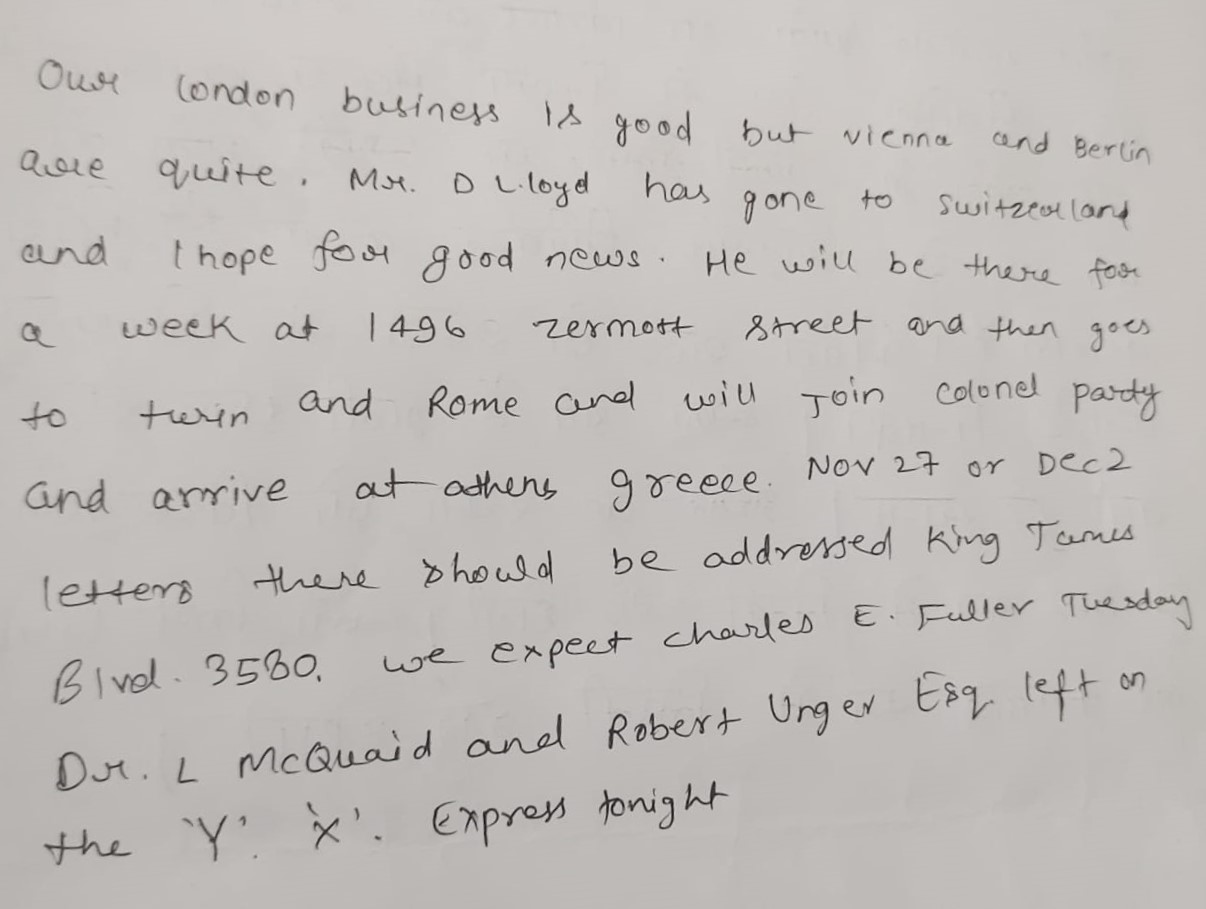 Our london business is good but vienna and Berlin
are quite. Mr. D L.loyd has gone to switzerland
and I hope for good news. He will be there for
a week at 1496 zermott street and then goes
to turin and Rome and will Join colonel party
and arrive at athens greece. Nov 27 or Dec 2
letters there should be addressed King James
Blvd. 3580. we expect charles E. Fuller Tuesday
Dr. L McQuaid and Robert Unger Esq. left on
the 'Y'. 'X'. Express tonight